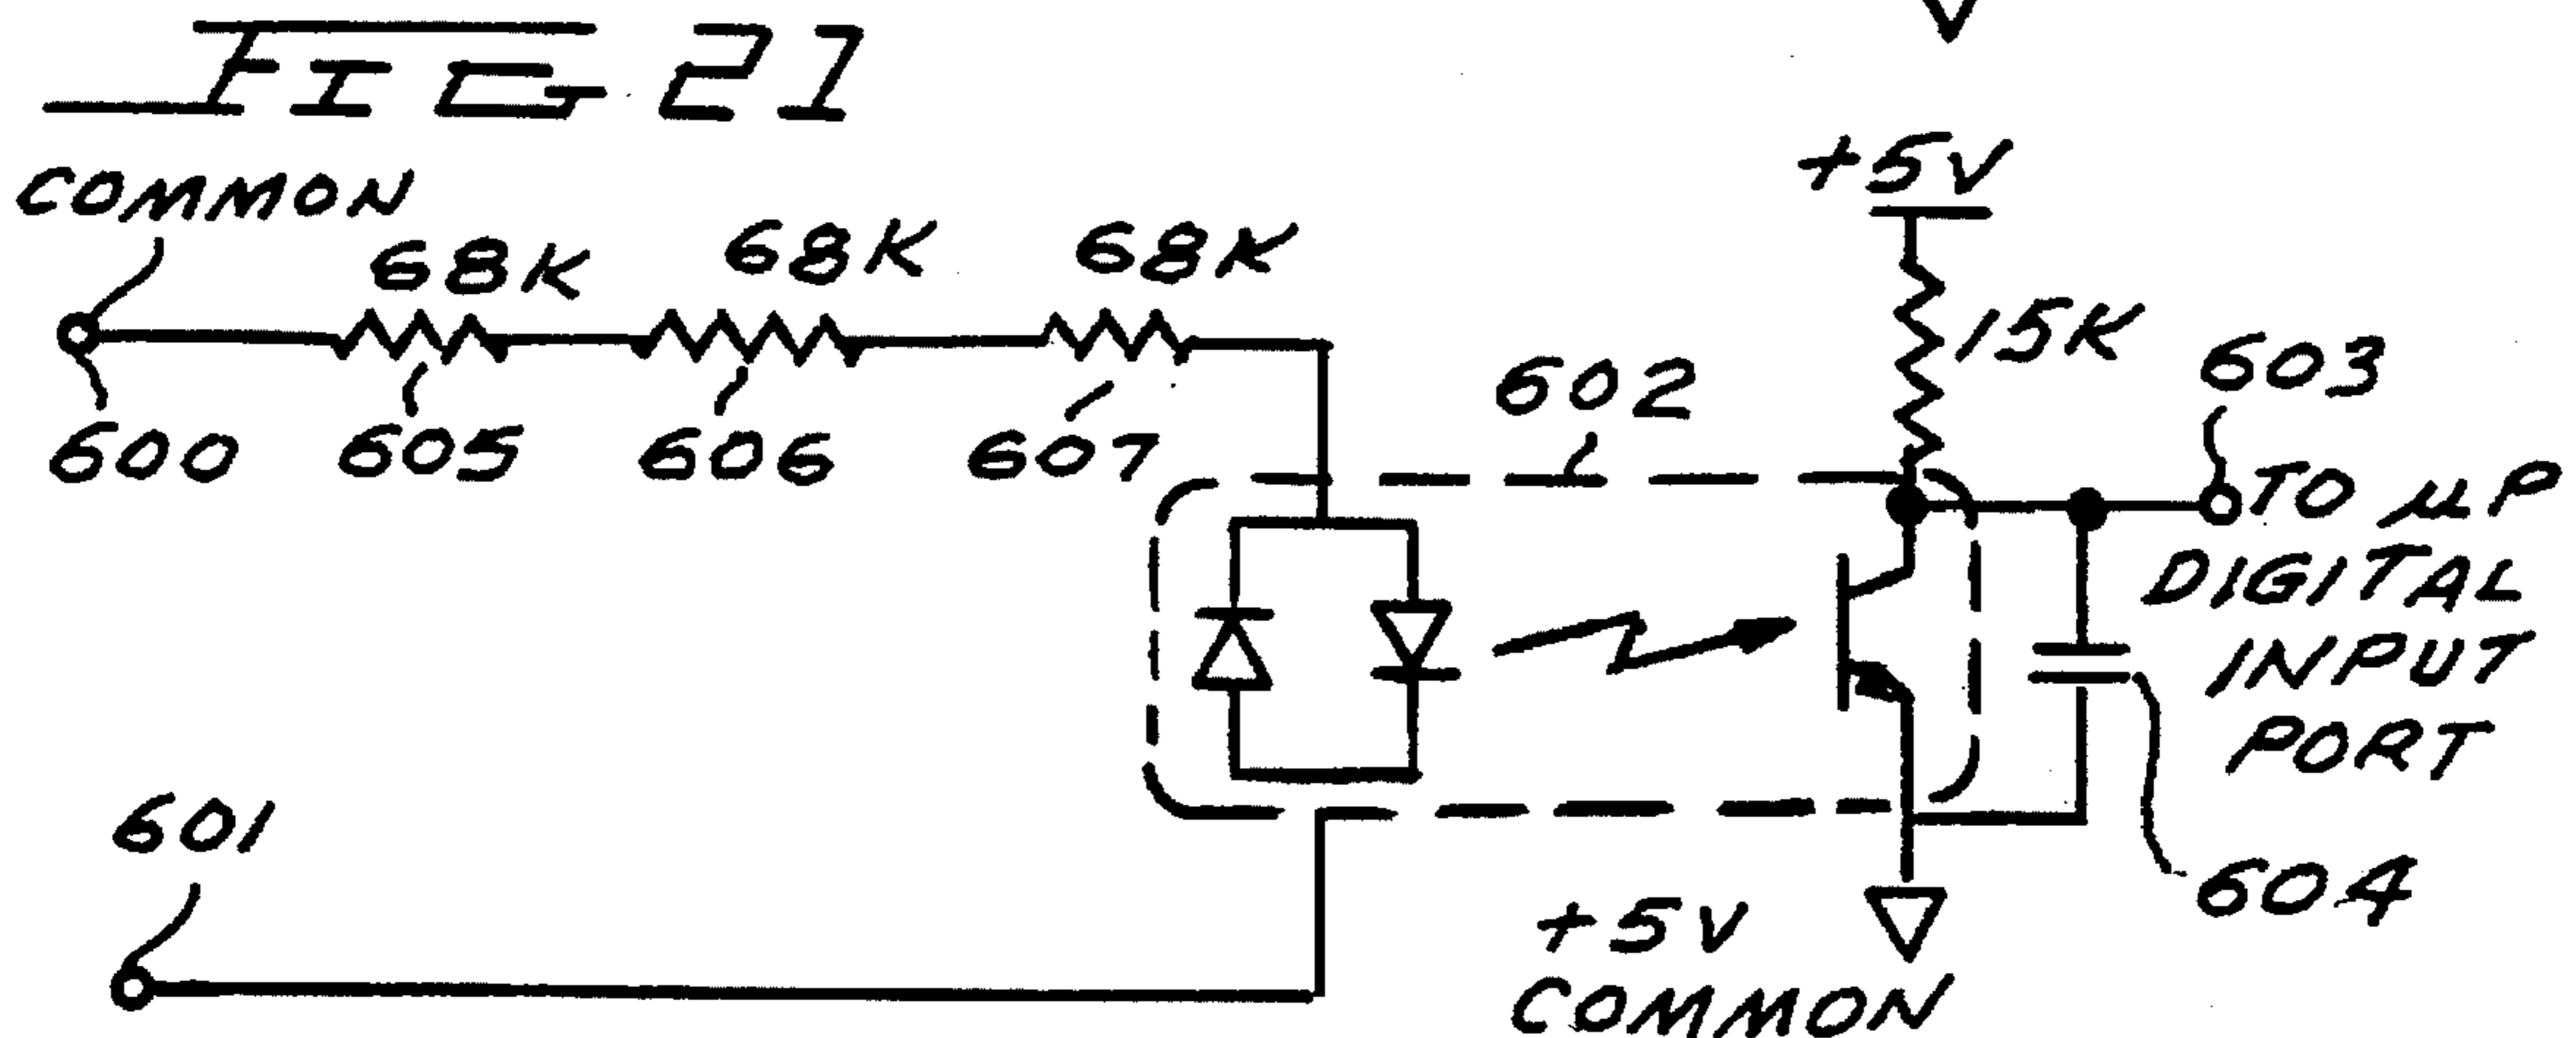 FIG 21
COMMON
68K
68K
68K
600
605
606
607
602
+5V
15K
603
TO µP
DIGITAL
INPUT
PORT
604
601
+5V
COMMON